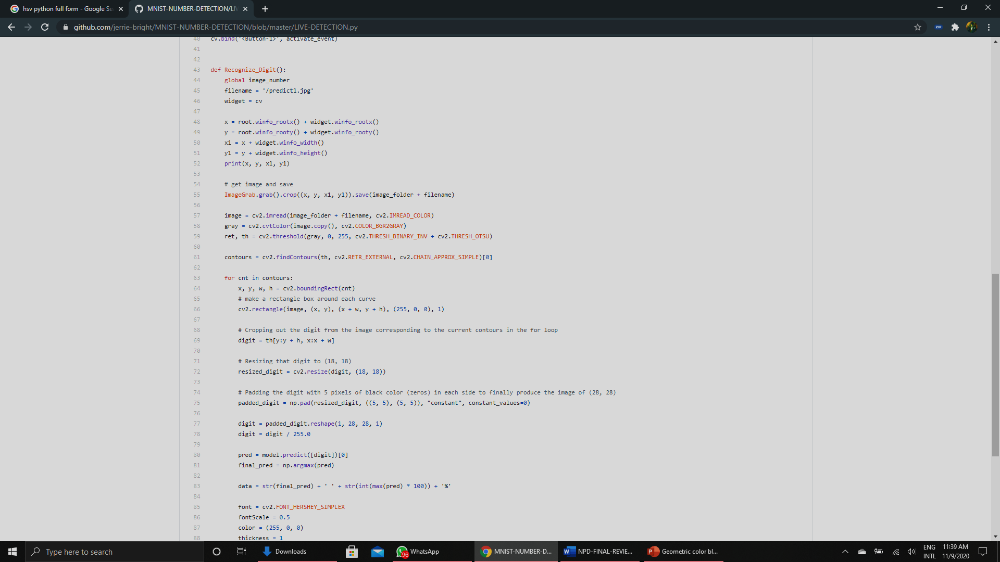 hsv python full form - Google Se
MNIST-NUMBER-DETECTION/LIV
github.com/jerrie-bright/MNIST-NUMBER-DETECTION/blob/master/LIVE-DETECTION.py
ZIP
40 cv.bind('<Button-1>', activate_event)
41
42
43 def Recognize_Digit():
44 global image_number
45 filename = '/predict1.jpg'
46 widget = cv
47
48 x = root.winfo_rootx() + widget.winfo_rootx()
49 y = root.winfo_rooty() + widget.winfo_rooty()
50 x1 = x + widget.winfo_width()
51 y1 = y + widget.winfo_height()
52 print(x, y, x1, y1)
53
54 # get image and save
55 ImageGrab.grab().crop((x, y, x1, y1)).save(image_folder + filename)
56
57 image = cv2.imread(image_folder + filename, cv2.IMREAD_COLOR)
58 gray = cv2.cvtColor(image.copy(), cv2.COLOR_BGR2GRAY)
59 ret, th = cv2.threshold(gray, 0, 255, cv2.THRESH_BINARY_INV + cv2.THRESH_OTSU)
60
61 contours = cv2.findContours(th, cv2.RETR_EXTERNAL, cv2.CHAIN_APPROX_SIMPLE)[0]
62
63 for cnt in contours:
64 x, y, w, h = cv2.boundingRect(cnt)
65 # make a rectangle box around each curve
66 cv2.rectangle(image, (x, y), (x + w, y + h), (255, 0, 0), 1)
67
68 # Cropping out the digit from the image corresponding to the current contours in the for loop
69 digit = th[y:y + h, x:x + w]
70
71 # Resizing that digit to (18, 18)
72 resized_digit = cv2.resize(digit, (18, 18))
73
74 # Padding the digit with 5 pixels of black color (zeros) in each side to finally produce the image of (28, 28)
75 padded_digit = np.pad(resized_digit, ((5, 5), (5, 5)), "constant", constant_values=0)
76
77 digit = padded_digit.reshape(1, 28, 28, 1)
78 digit = digit / 255.0
79
80 pred = model.predict([digit])[0]
81 final_pred = np.argmax(pred)
82
83 data = str(final_pred) + ' ' + str(int(max(pred) * 100)) + '%'
84
85 font = cv2.FONT_HERSHEY_SIMPLEX
86 fontScale = 0.5
87 color = (255, 0, 0)
88 thickness = 1
Type here to search
Downloads
96
WhatsApp
MNIST-NUMBER-D...
NPD-FINAL-REVIE...
Geometric color bl...
ENG
INTL
11:39 AM
11/9/2020